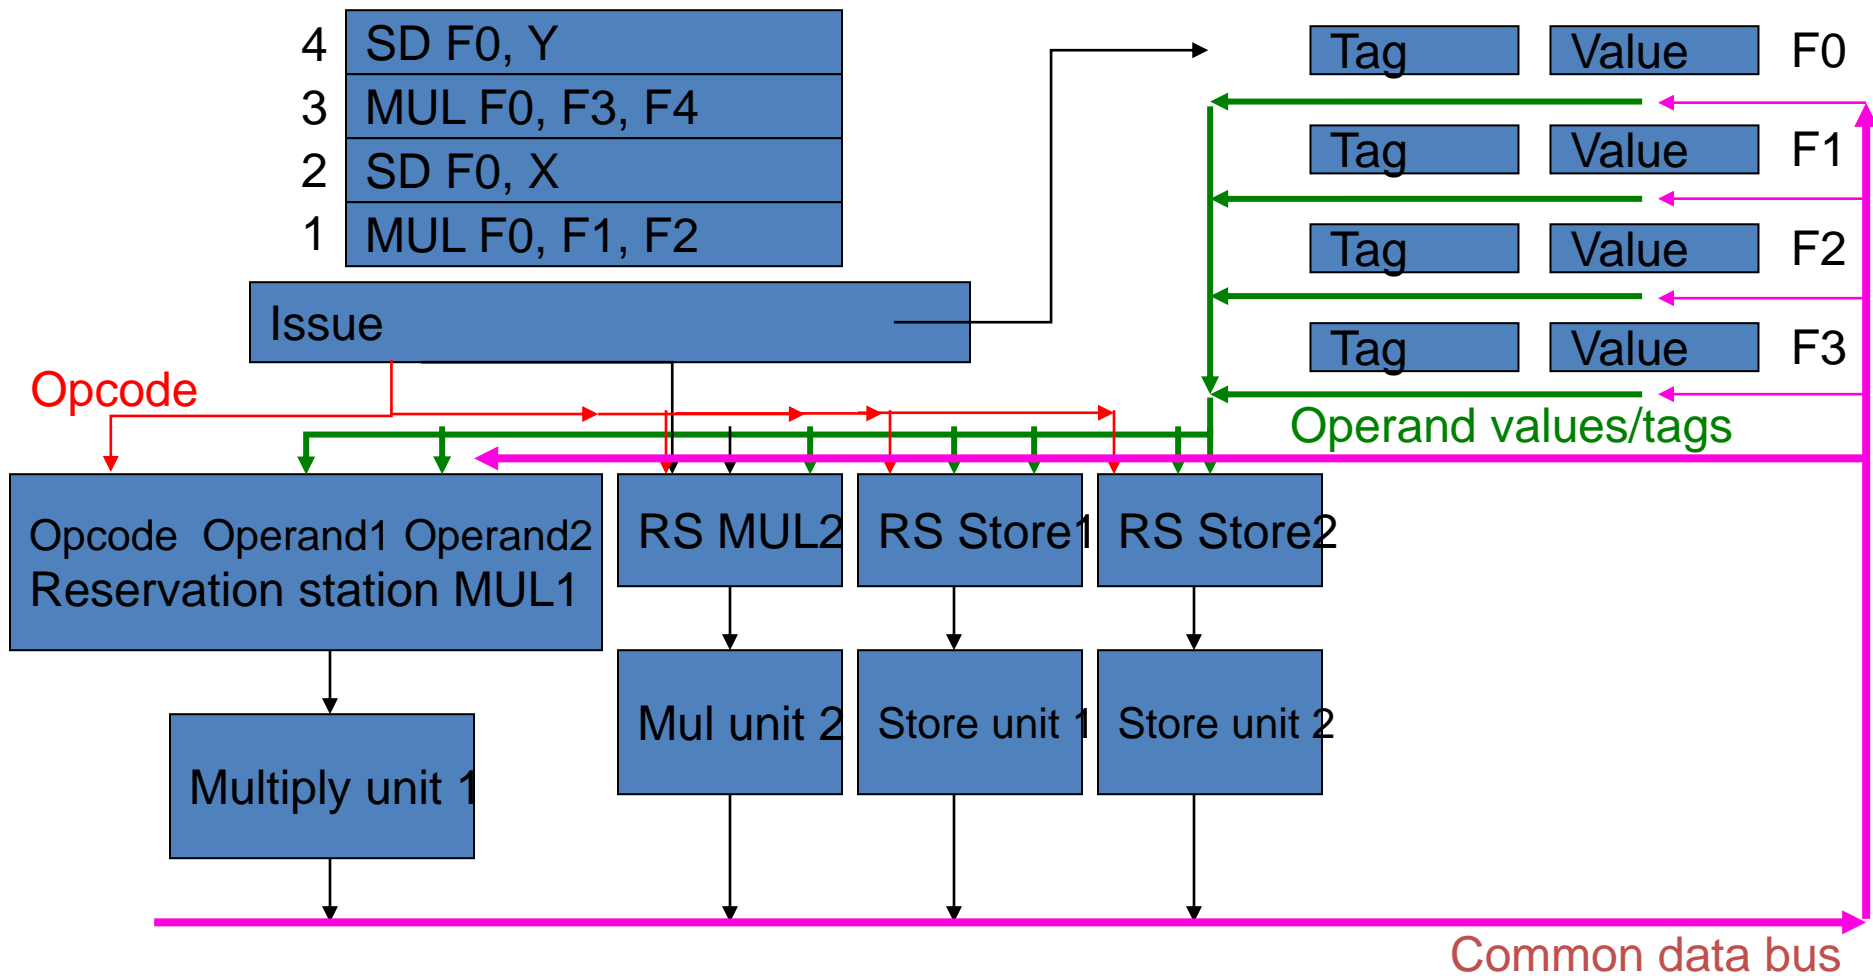 4 SD F0, Y
3 MUL F0, F3, F4
2 SD F0, X
1 MUL F0, F1, F2
Issue
Tag Value F0
Tag Value F1
Tag Value F2
Tag Value F3
Opcode
Operand values/tags
Opcode Operand1 Operand2
Reservation station MUL1
RS MUL2
RS Store1
RS Store2
Multiply unit 1
Mul unit 2
Store unit 1
Store unit 2
Common data bus